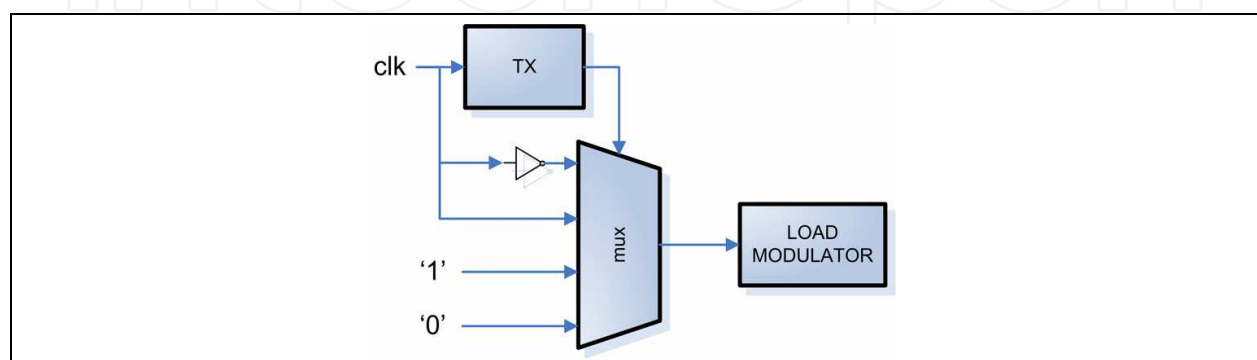 clk
TX
mux
LOAD
MODULATOR
‘1’
‘0’